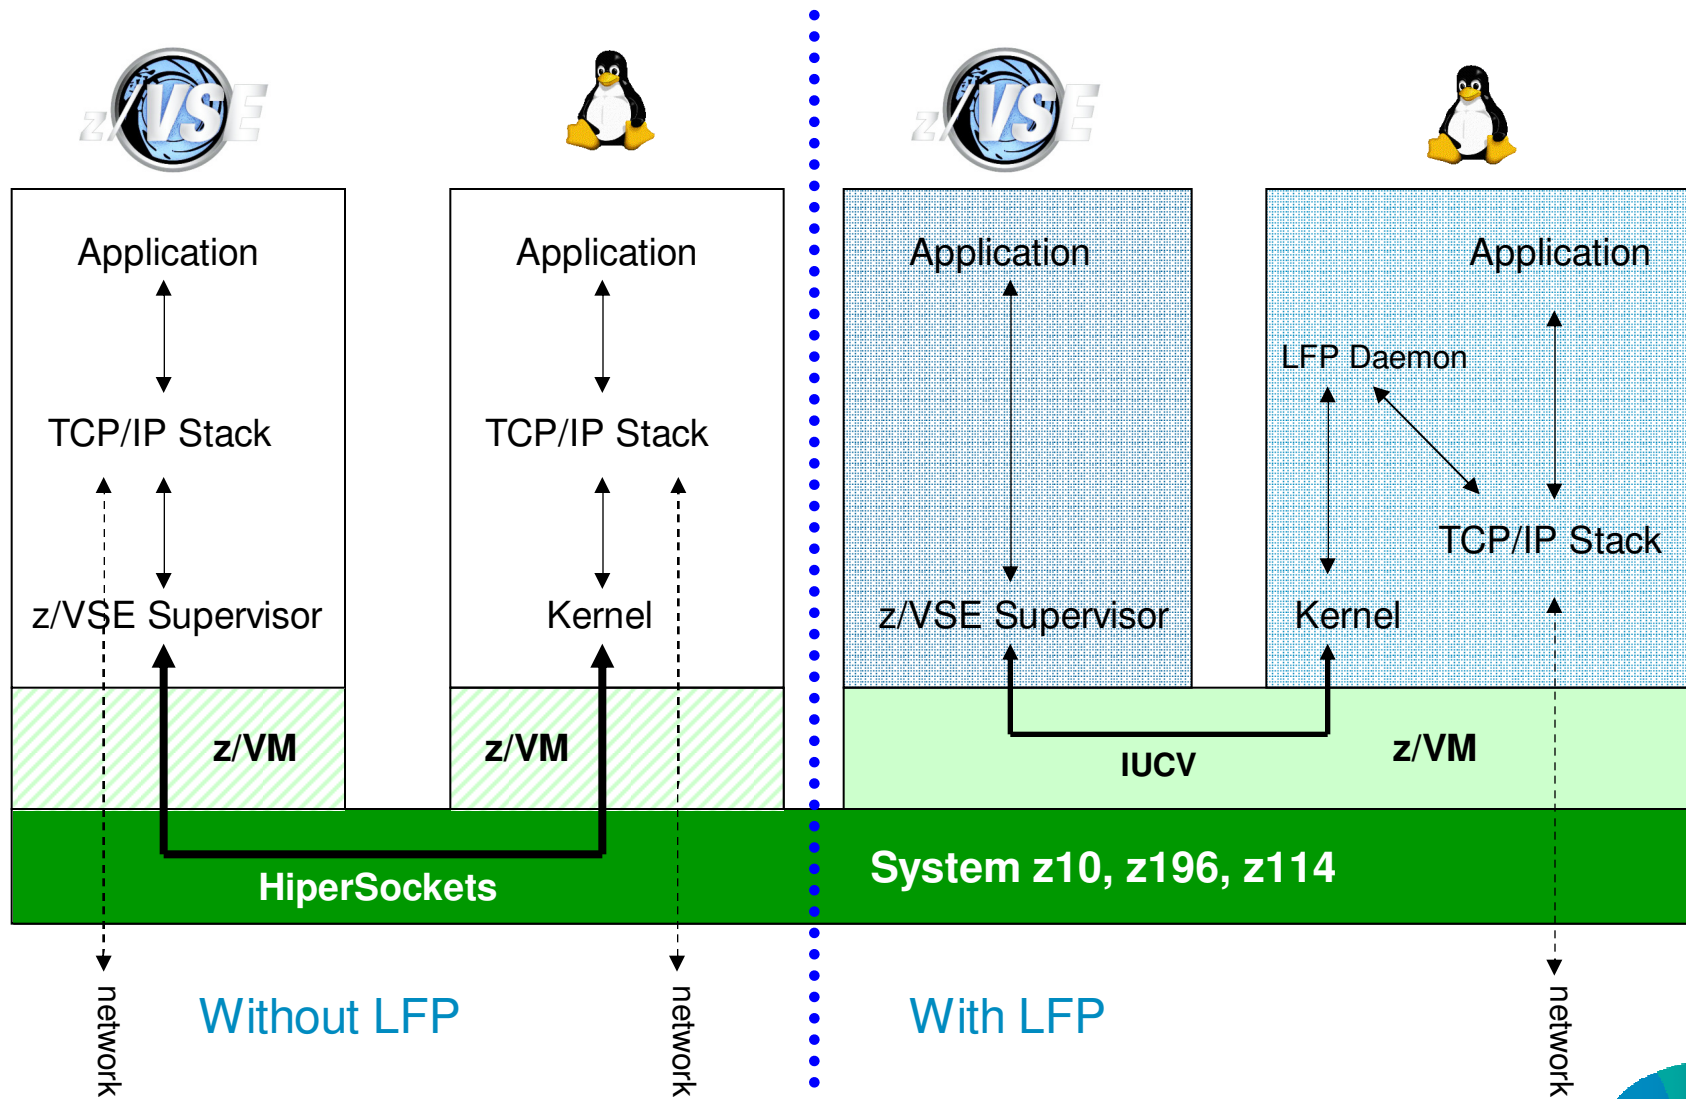 z/VSE
z/VSE
Application
Application
Application
Application
LFP Daemon
TCP/IP Stack
TCP/IP Stack
TCP/IP Stack
z/VSE Supervisor
Kernel
z/VSE Supervisor
Kernel
z/VM
z/VM
IUCV
z/VM
HiperSockets
System z10, z196, z114
network
Without LFP
network
With LFP
network